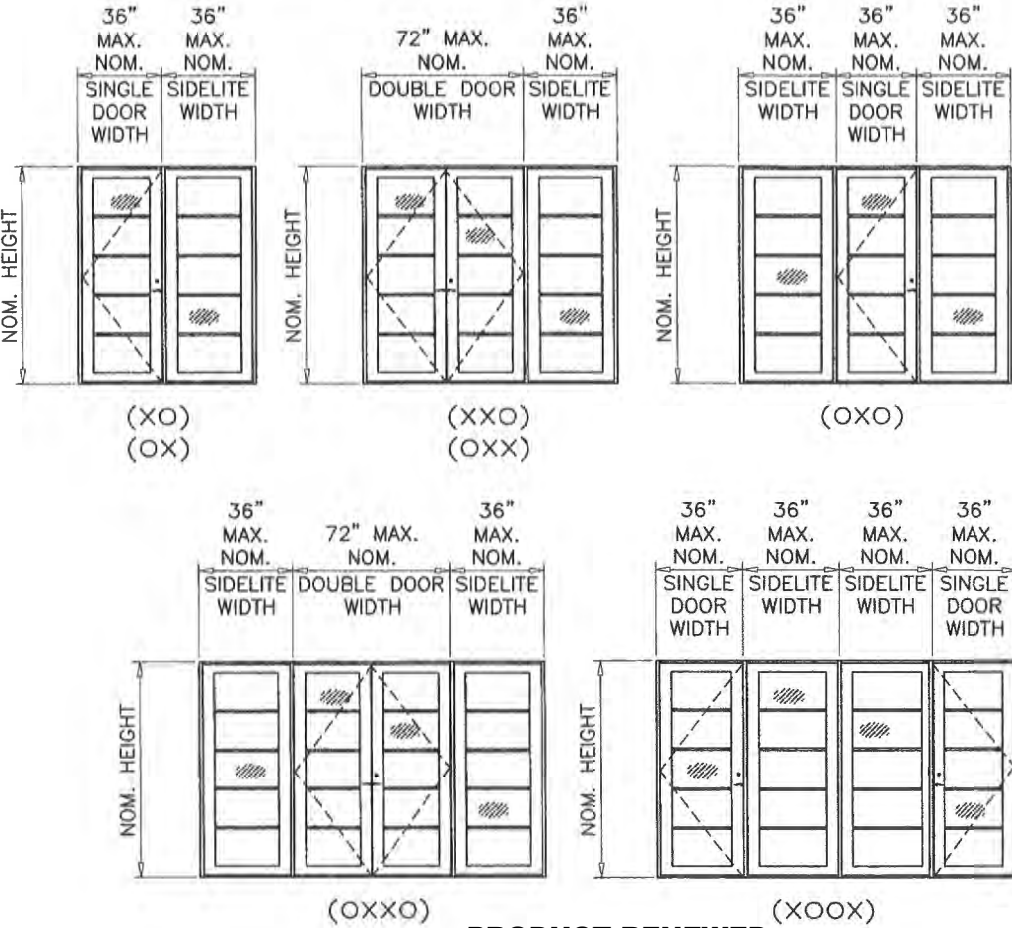 36" 36"
MAX. MAX.
NOM. NOM.
SINGLE SIDELITE
DOOR WIDTH
WIDTH
NOM. HEIGHT
(XO)
(OX)
36"
72" MAX. MAX.
NOM. NOM.
DOUBLE DOOR SIDELITE
WIDTH WIDTH
NOM. HEIGHT
(XXO)
(OXX)
36" 36" 36"
MAX. MAX. MAX.
NOM. NOM. NOM.
SIDELITE SINGLE SIDELITE
WIDTH DOOR WIDTH
WIDTH
NOM. HEIGHT
(OXO)
36" 36"
MAX. 72" MAX. MAX.
NOM. NOM. NOM.
SIDELITE DOUBLE DOOR SIDELITE
WIDTH WIDTH WIDTH
NOM. HEIGHT
(OXXO)
36" 36" 36" 36"
MAX. MAX. MAX. MAX.
NOM. NOM. NOM. NOM.
SINGLE SIDELITE SIDELITE SINGLE
DOOR WIDTH WIDTH DOOR
WIDTH WIDTH
NOM. HEIGHT
(XOOX)
PRODUCT RENEWED